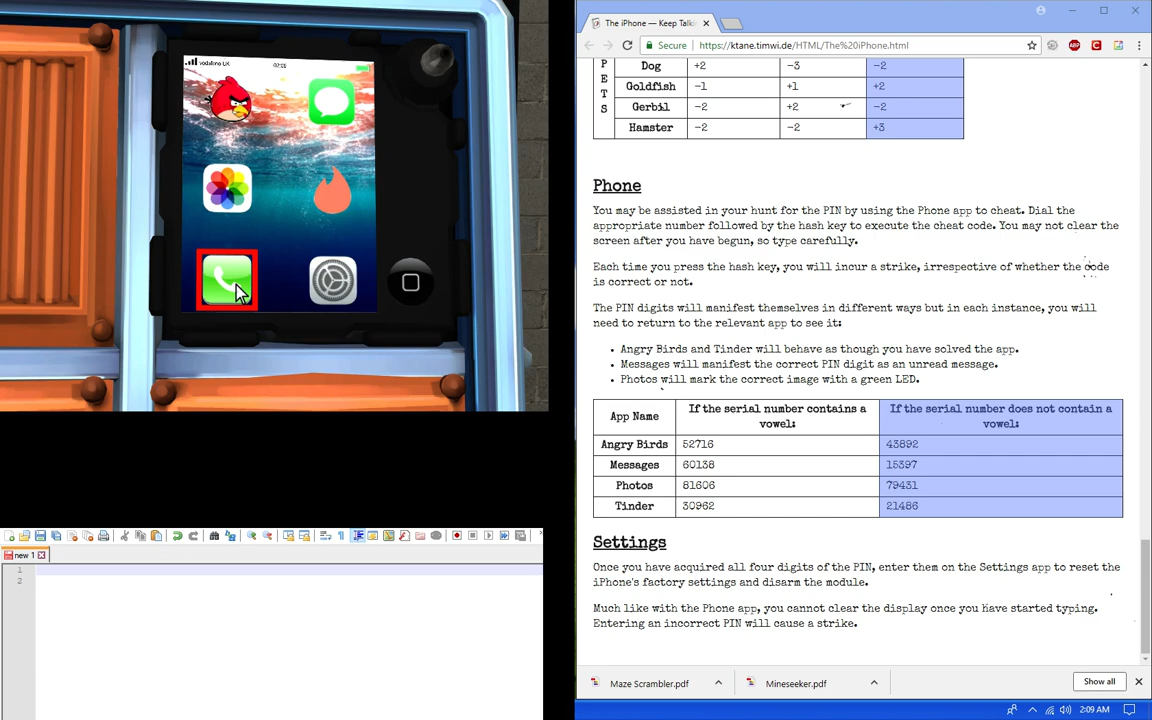 vodafone UK
The iPhone — Keep Talki
Secure
https://ktane.timwi.de/HTML/The%20iPhone.html
P
E
T
S
Dog +2 -3 -2
Goldfish -1 +1 +2
Gerbil -2 +2 -2
Hamster -2 -2 +3
Phone
You may be assisted in your hunt for the PIN by using the Phone app to cheat. Dial the
appropriate number followed by the hash key to execute the cheat code. You may not clear the
screen after you have begun, so type carefully.
Each time you press the hash key, you will incur a strike, irrespective of whether the code
is correct or not.
The PIN digits will manifest themselves in different ways but in each instance, you will
need to return to the relevant app to see it:
• Angry Birds and Tinder will behave as though you have solved the app.
• Messages will manifest the correct PIN digit as an unread message.
• Photos will mark the correct image with a green LED.
App Name
If the serial number contains a
vowel:
If the serial number does not contain a
vowel:
Angry Birds 52716 43892
Messages 60138 15397
Photos 81606 79431
Tinder 30962 21486
Settings
Once you have acquired all four digits of the PIN, enter them on the Settings app to reset the
iPhone's factory settings and disarm the module.
Much like with the Phone app, you cannot clear the display once you have started typing.
Entering an incorrect PIN will cause a strike.
new 1
1
2
Maze Scrambler.pdf
Mineseeker.pdf
Show all
2:09 AM